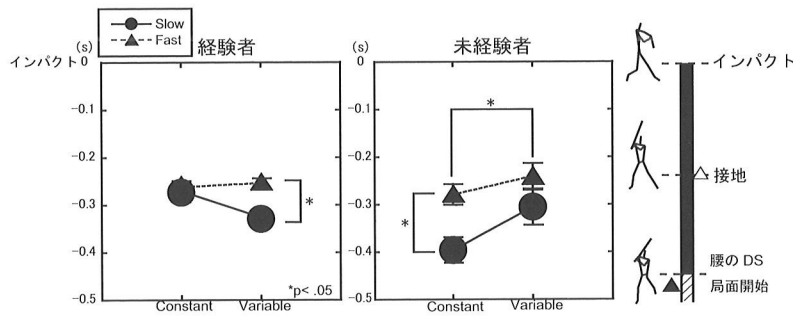 Slow
Fast
(s)
経験者
(s)
未経験者
インパクト
0
-0.1
-0.2
-0.3
-0.4
-0.5
*
*p< .05
Constant
Variable
0
-0.1
-0.2
-0.3
-0.4
-0.5
*
*
Constant
Variable
インパクト
接地
腰の DS
局面開始